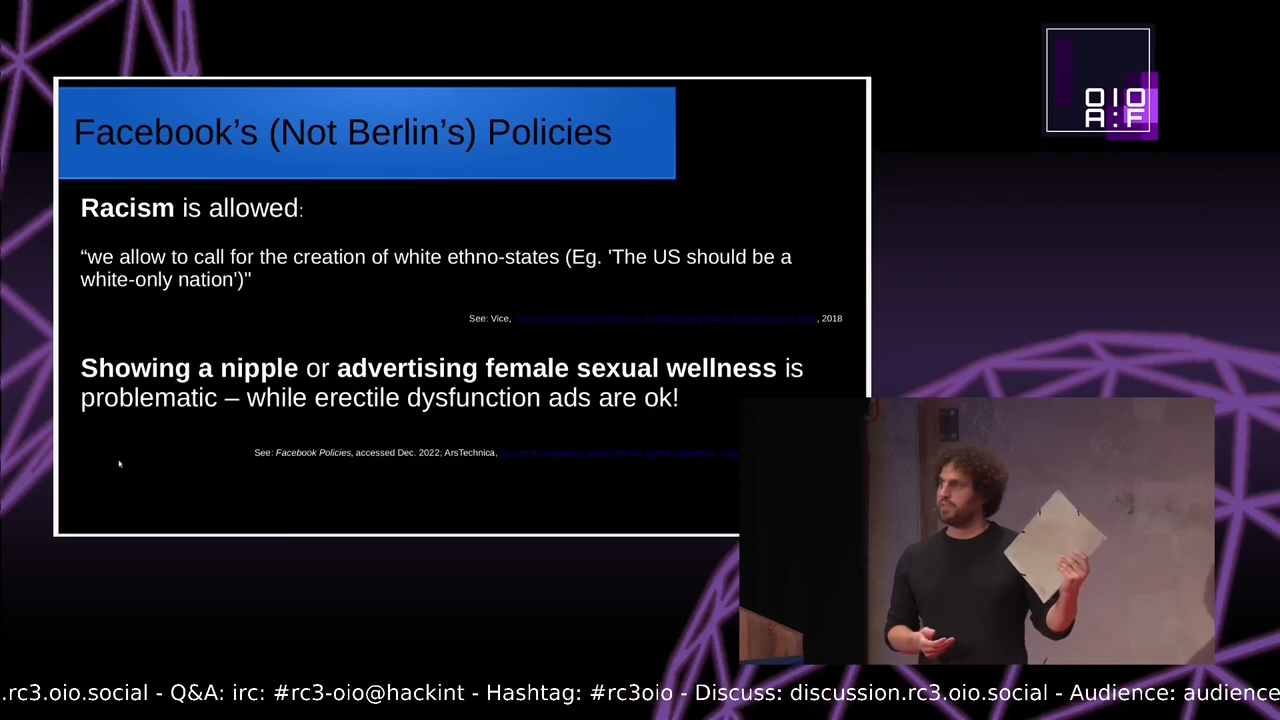 Facebook’s (Not Berlin’s) Policies
Racism is allowed:
“we allow to call for the creation of white ethno-states (Eg. 'The US should be a
white-only nation')"
See: Vice, , 2018
Showing a nipple or advertising female sexual wellness is
problematic – while erectile dysfunction ads are ok!
See: Facebook Policies, accessed Dec. 2022; ArsTechnica,
OIO
A:F
.rc3.oio.social - Q&A: irc: #rc3-oio@hackint - Hashtag: #rc3oio - Discuss: discussion.rc3.oio.social - Audience: audience